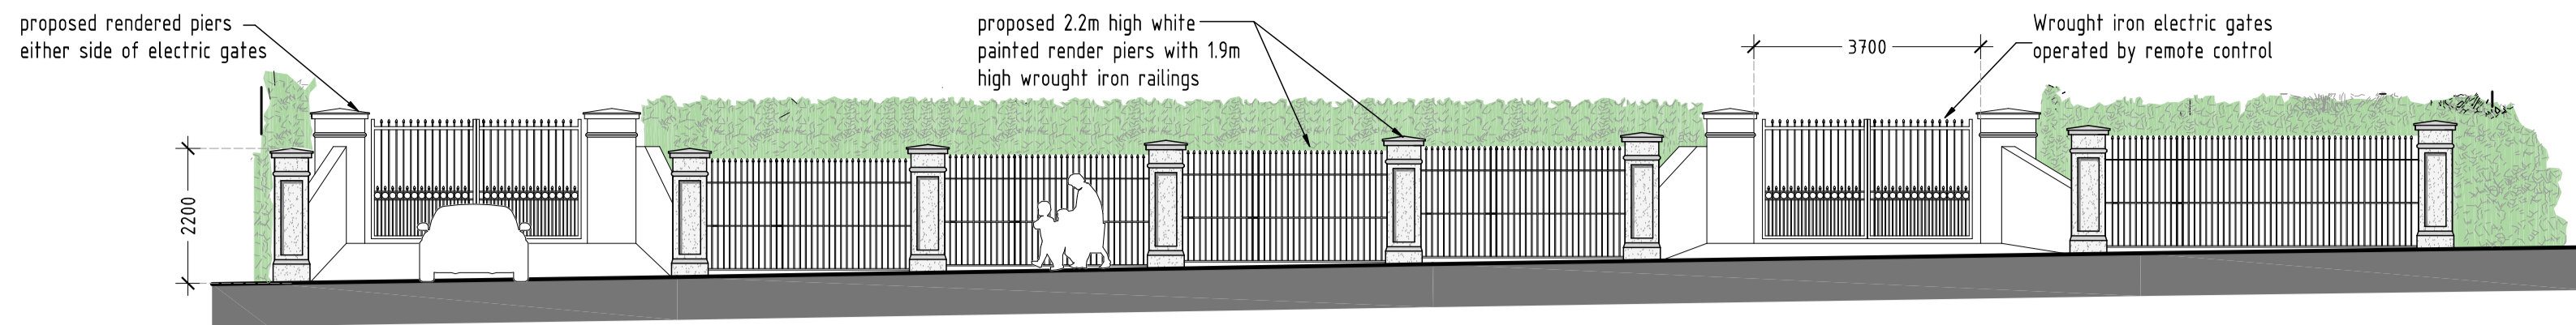 proposed rendered piers
either side of electric gates
proposed 2.2m high white
painted render piers with 1.9m
high wrought iron railings
3700
Wrought iron electric gates
operated by remote control
2200